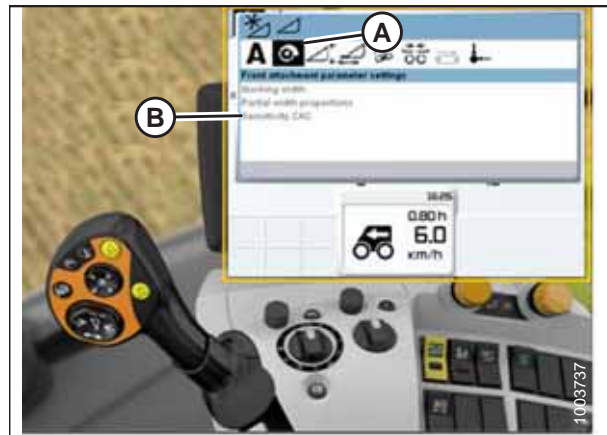 A
A
Front attachment parameter settings
Working width
Partial width proportions
B
Sensitivity CAC
16:25
0.80 h
6.0
km/h
1003737